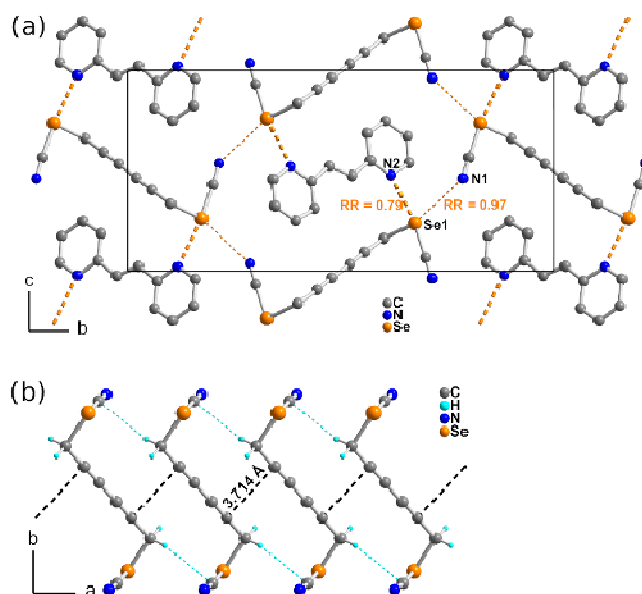 (a)
N2
N1
RR = 0.79
RR = 0.97
Se1
c
b
C
N
Se
(b)
C
H
N
Se
3.714 Å
b
a